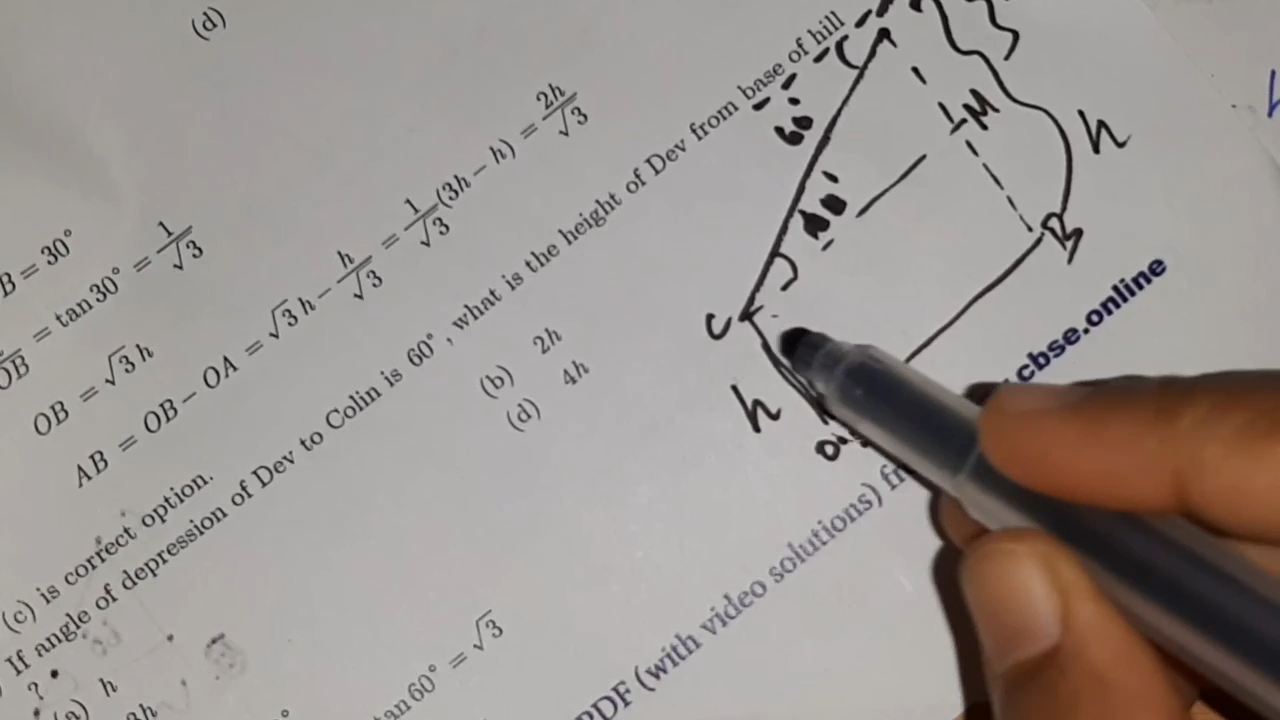 (d)
B = 30°
OB = tan 30° = 1/√3
OB = √3 h
AB = OB − OA = √3 h − h/√3 = 1/√3 (3h − h) = 2h/√3
(c) is correct option.
If angle of depression of Dev to Colin is 60°, what is the height of Dev from base of hill
?
(a) h
(b) 2h
3h
(d) 4h
tan 60° = √3
PDF (with video solutions) fr
cbse.online
60°
M
h
B
C
h